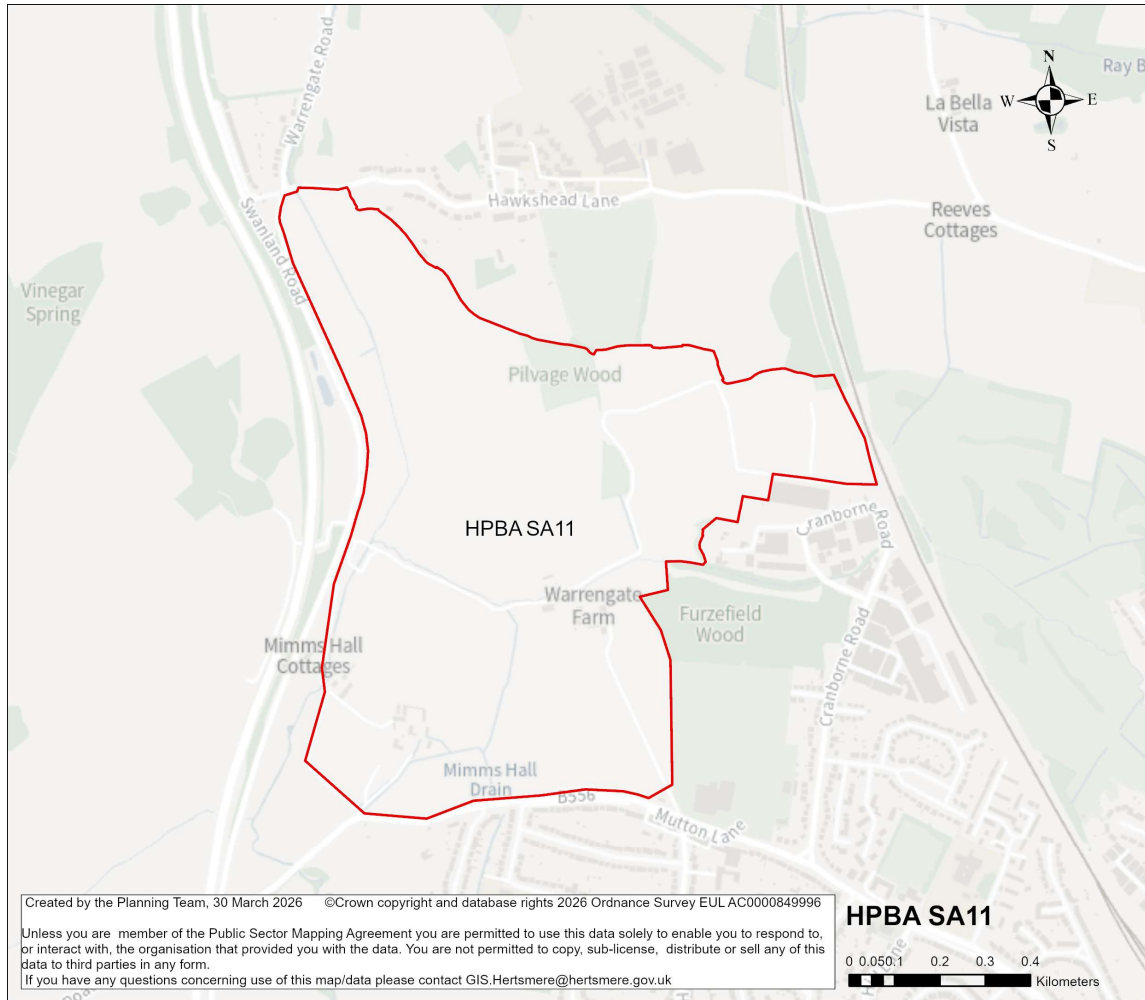 Warrengate Road
N
W
E
S
Ray B
La Bella
Vista
Hawkshead Lane
Swanland Road
Reeves
Cottages
Vinegar
Spring
Pilvage Wood
HPBA SA11
Cranborne
Road
Warrengate
Farm
Furzefield
Wood
Mimms Hall
Cottages
Cranborne Road
Mimms Hall
Drain
B556
Mutton Lane
Created by the Planning Team, 30 March 2026 ©Crown copyright and database rights 2026 Ordnance Survey EUL AC0000849996
Unless you are member of the Public Sector Mapping Agreement you are permitted to use this data solely to enable you to respond to,
or interact with, the organisation that provided you with the data. You are not permitted to copy, sub-license, distribute or sell any of this
data to third parties in any form.
If you have any questions concerning use of this map/data please contact GIS.Hertsmere@hertsmere.gov.uk
HPBA SA11
0 0.050.1 0.2 0.3 0.4
Kilometers